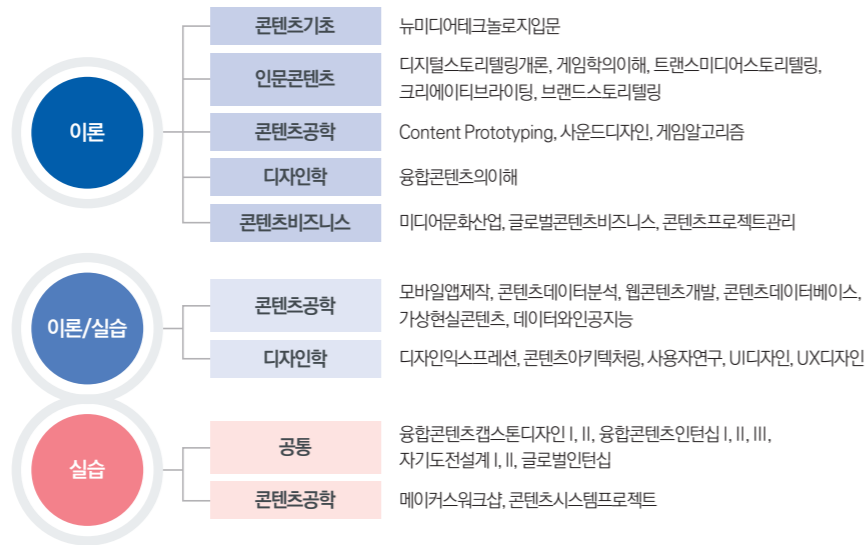 이론
콘텐츠기초
뉴미디어테크놀로지입문
인문콘텐츠
디지털스토리텔링개론, 게임학의이해, 트랜스미디어스토리텔링,
크리에이티브라이팅, 브랜드스토리텔링
콘텐츠공학
Content Prototyping, 사운드디자인, 게임알고리즘
디자인학
융합콘텐츠의이해
콘텐츠비즈니스
미디어문화산업, 글로벌콘텐츠비즈니스, 콘텐츠프로젝트관리
이론/실습
콘텐츠공학
모바일앱제작, 콘텐츠데이터분석, 웹콘텐츠개발, 콘텐츠데이터베이스,
가상현실콘텐츠, 데이터와인공지능
디자인학
디자인익스프레션, 콘텐츠아키텍처링, 사용자연구, UI디자인, UX디자인
실습
공통
융합콘텐츠캡스톤디자인 I, II, 융합콘텐츠인턴십 I, II, III,
자기도전설계 I, II, 글로벌인턴십
콘텐츠공학
메이커스워크샵, 콘텐츠시스템프로젝트